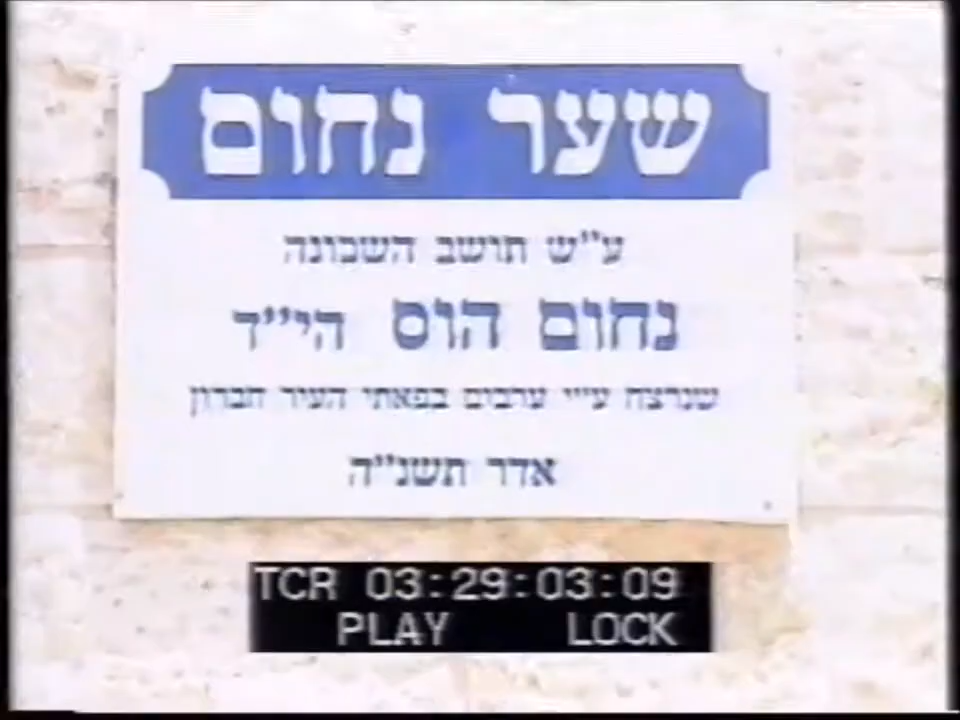 שער נחום
ע"ש תושב השכונה
נחום הוס הי"ד
שנרצח ע"י ערבים בפאתי העיר חברון
אדר תשנ"ה
TCR 03:29:03:09
PLAY LOCK